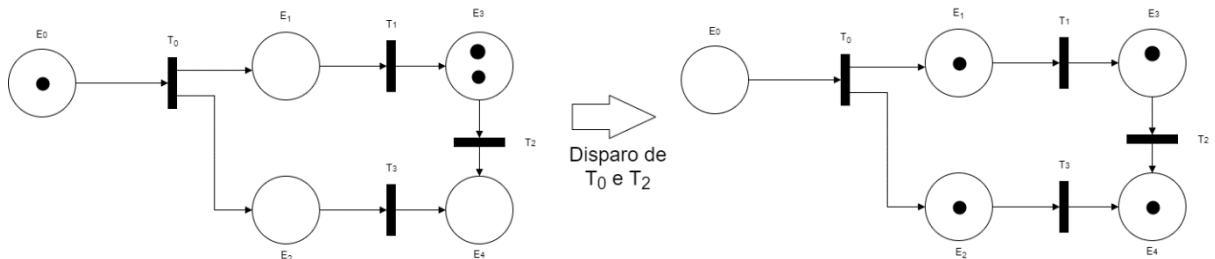 E0 T0 E1 T1 E3
T2
T3
E2 E4
Disparo de
T0 e T2
E0 T0 E1 T1 E3
T2
T3
E2 E4